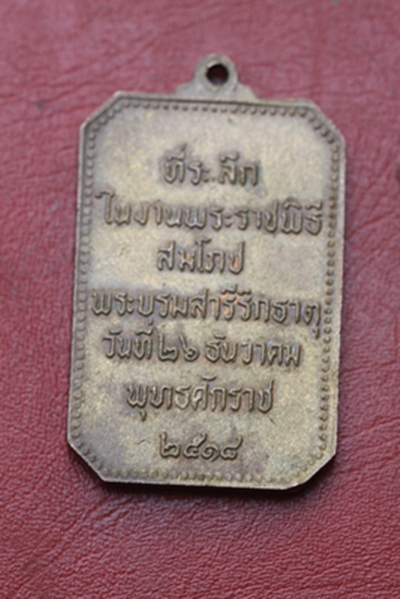 ที่ระลึก
ในงานพระราชพิธี
สมโภช
พระบรมสารีริกธาตุ
วันที่ ๒๖ ธันวาคม
พุทธศักราช
๒๕๑๔